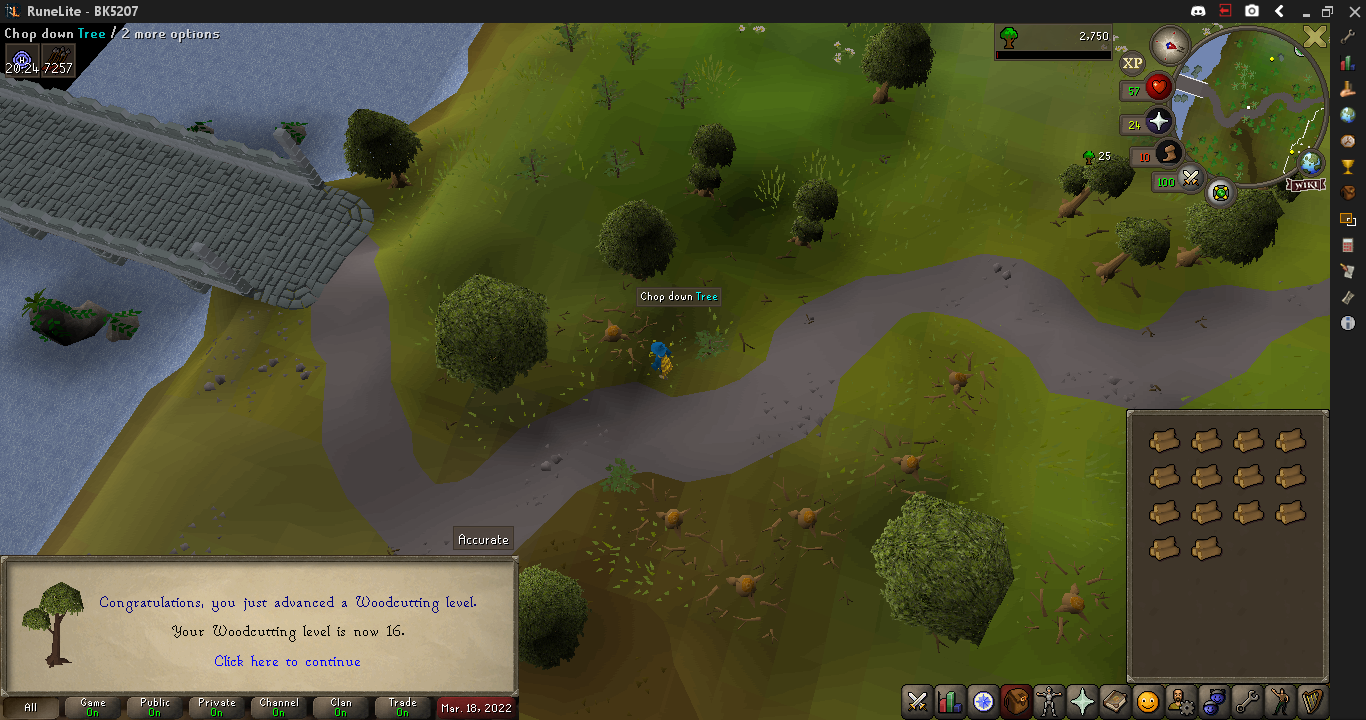 RuneLite - BK5207
Chop down Tree / 2 more options
20:24 7257
2,750
XP
57
24
25
10
100
WIKI
Chop down Tree
Accurate
Congratulations, you just advanced a Woodcutting level.
Your Woodcutting level is now 16.
Click here to continue
All
Game
On
Public
On
Private
On
Channel
On
Clan
On
Trade
On
Mar. 18, 2022